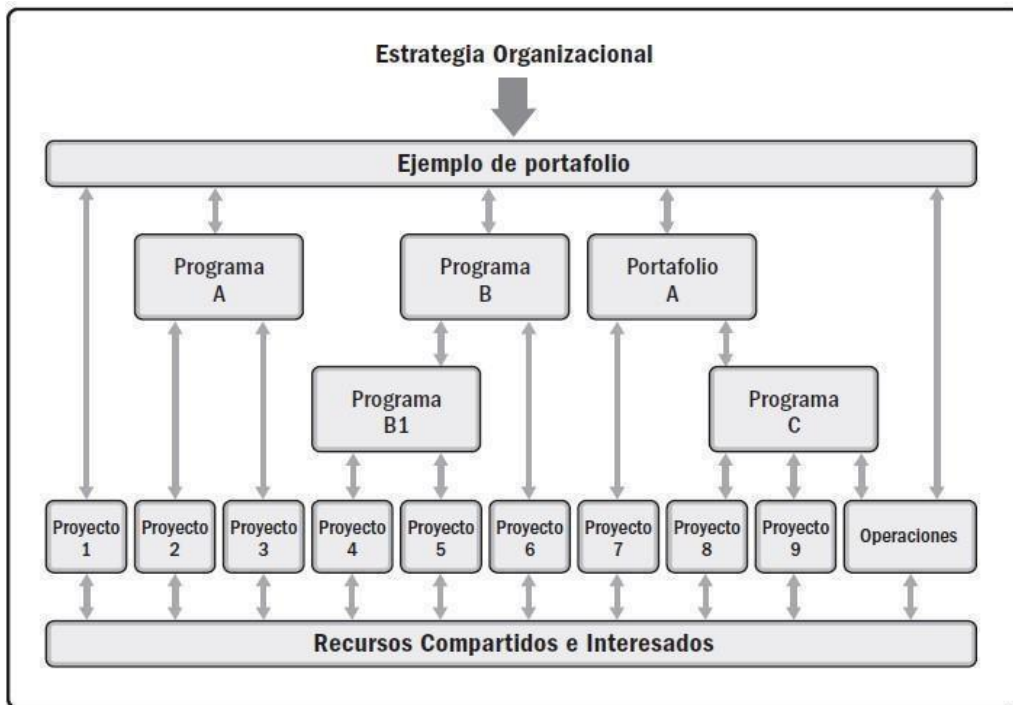 Estrategia Organizacional
Ejemplo de portafolio
Programa
A
Programa
B
Portafolio
A
Programa
B1
Programa
C
Proyecto
1
Proyecto
2
Proyecto
3
Proyecto
4
Proyecto
5
Proyecto
6
Proyecto
7
Proyecto
8
Proyecto
9
Operaciones
Recursos Compartidos e Interesados